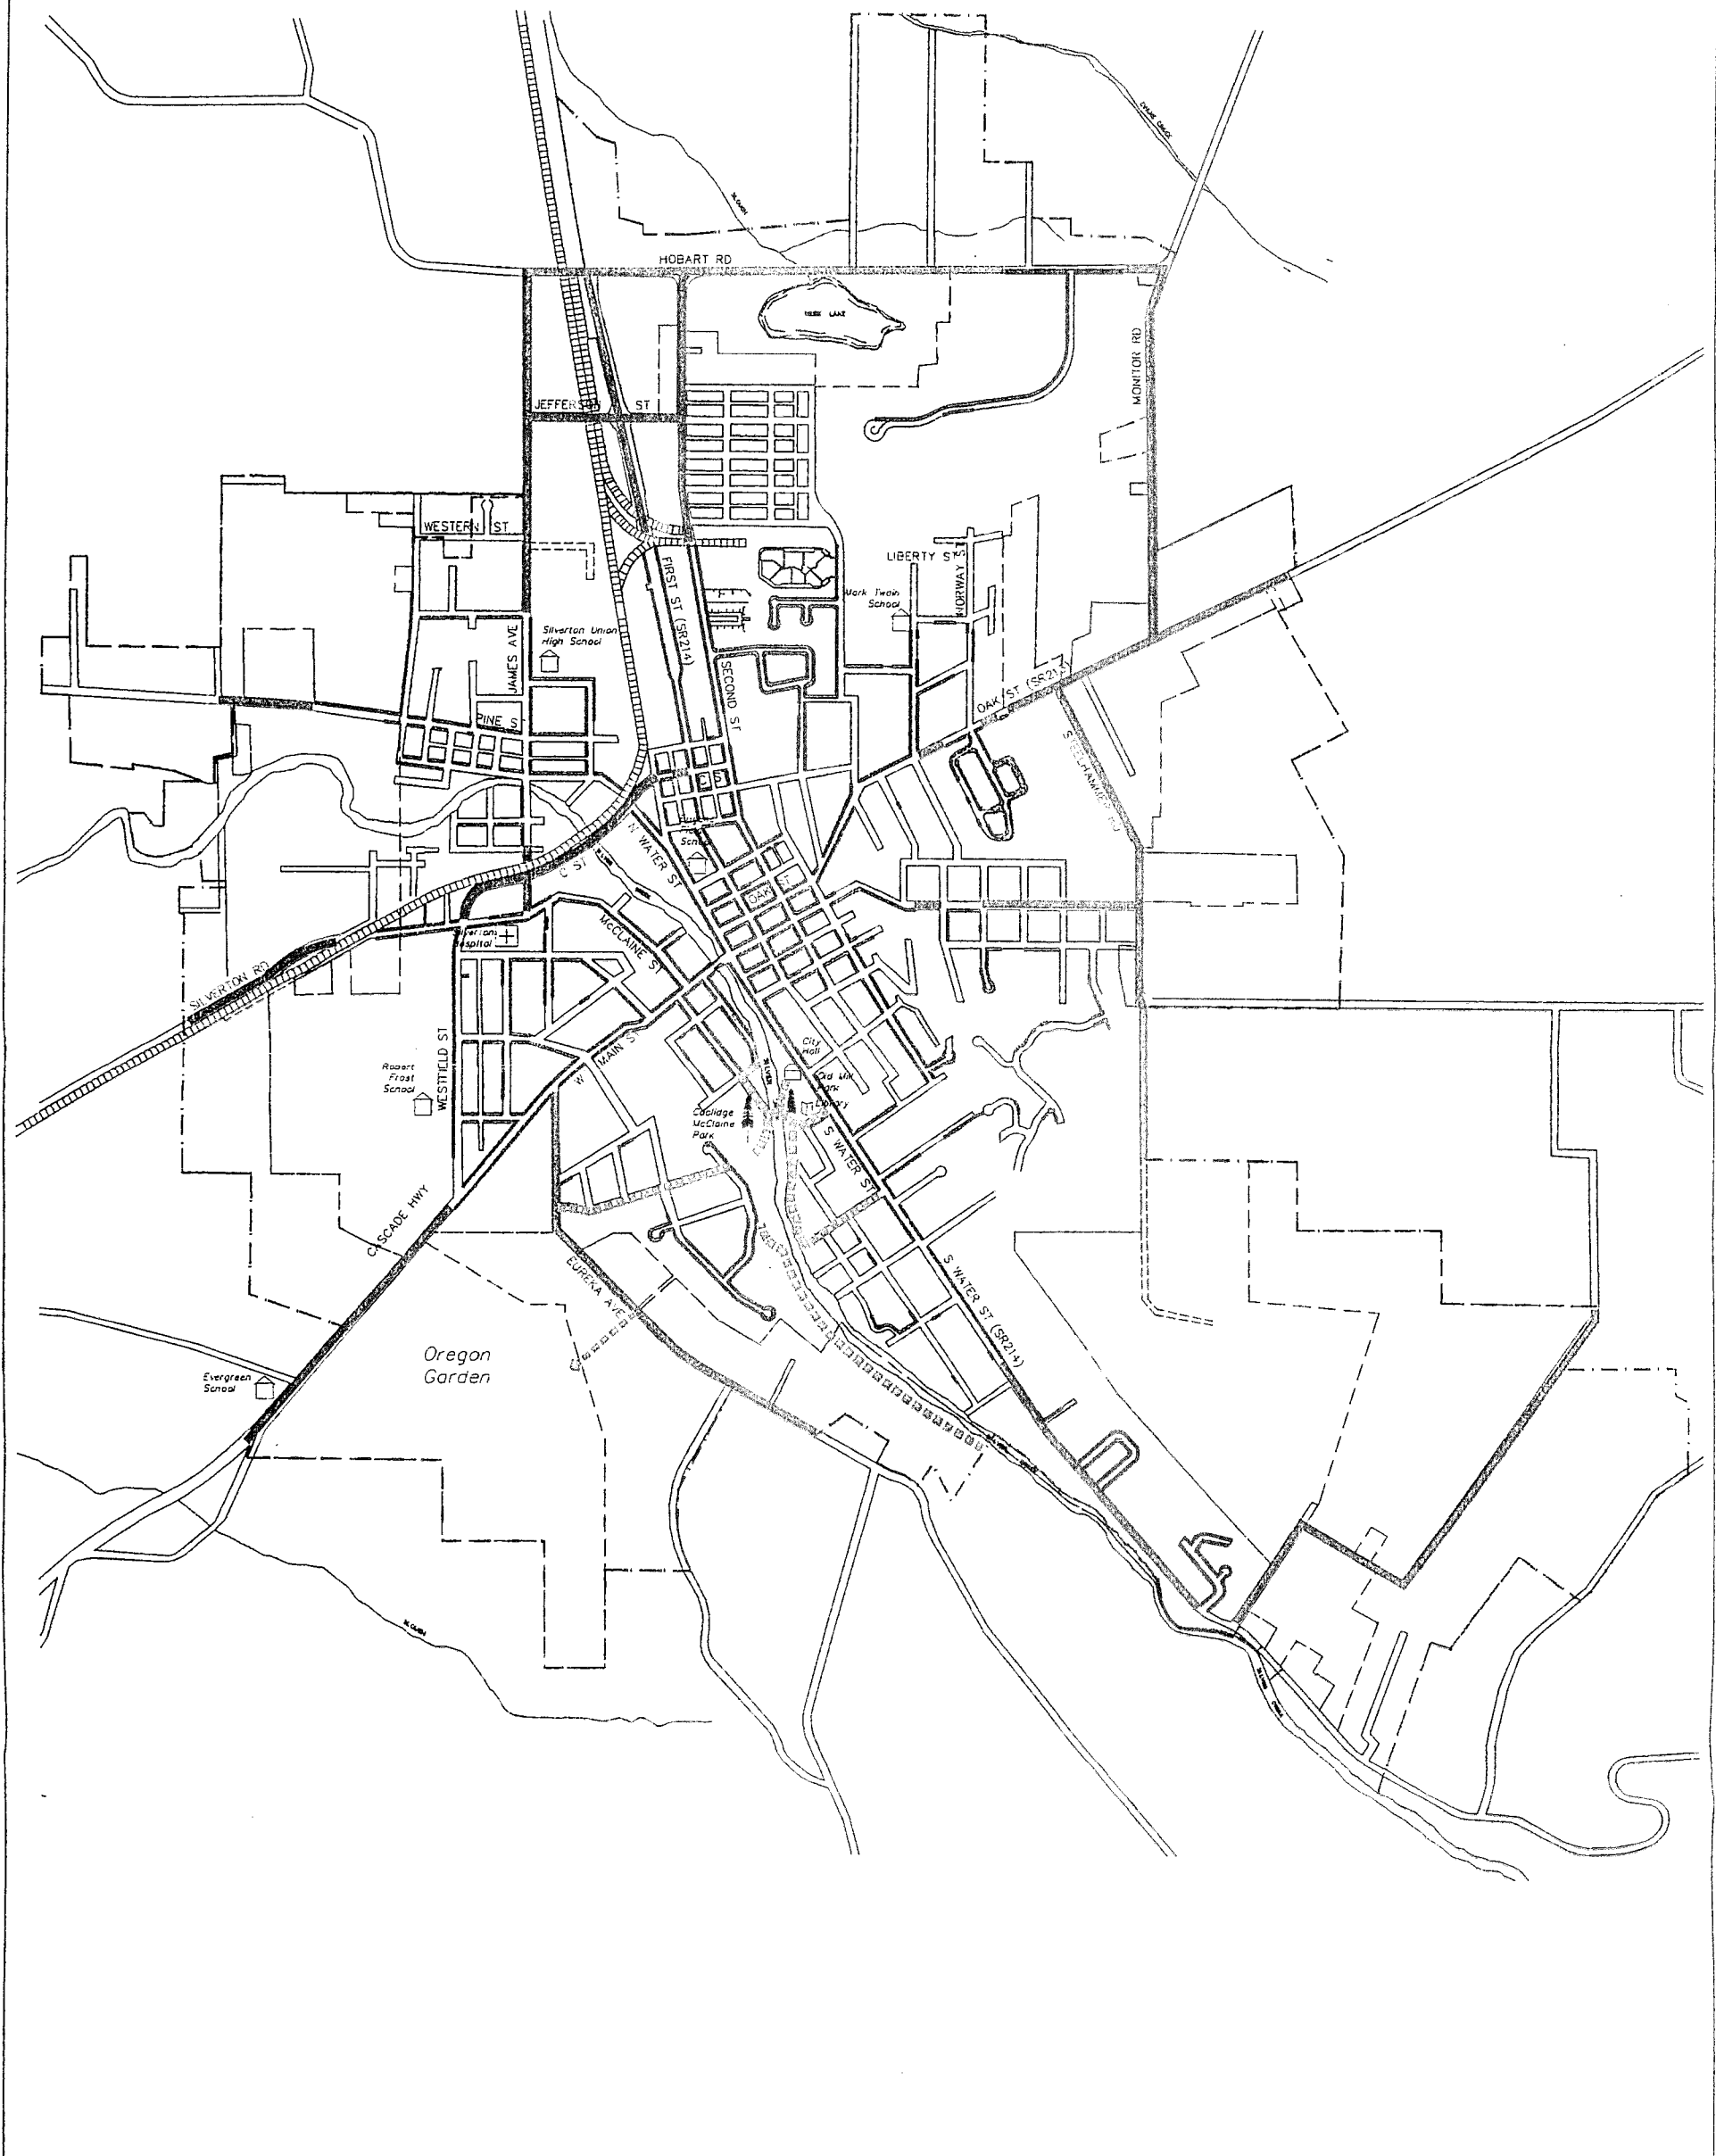 HOBART RD
MONITOR RD
JEFFERSON ST
WESTERN ST
LIBERTY ST
NORWAY ST
Mark Twain
School
FIRST ST (SR214)
Silverton Union
High School
JAMES AVE
SECOND ST
OAK ST (SR213)
PINE S
C ST
N WATER ST
School
C ST
OAK ST
McCLAINE ST
Silverton
Hospital
SILVERTON RD
W MAIN ST
WESTFIELD ST
City
Hall
Robert
Frost
School
Old Mill
Park
Library
Coolidge
McClaine
Park
S WATER ST
CASCADE HWY
EUREKA AVE
S WATER ST (SR214)
Oregon
Garden
Evergreen
School